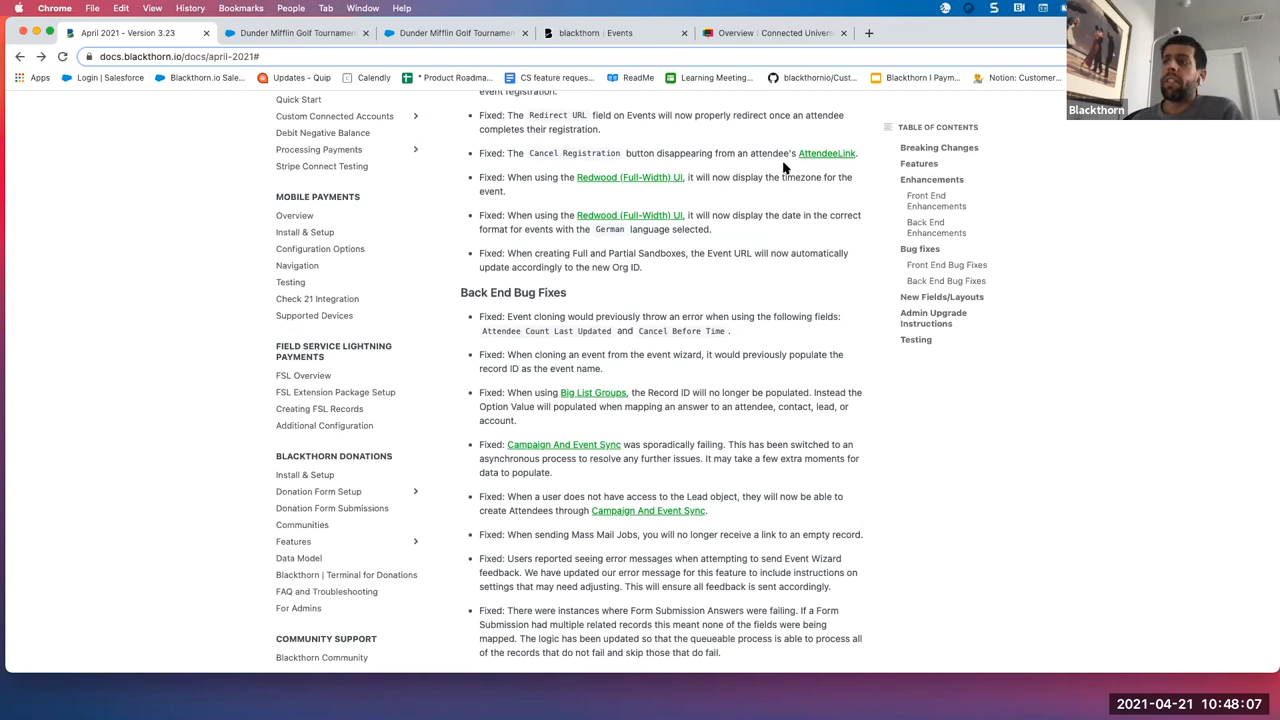 Chrome File Edit View History Bookmarks People Tab Window Help
April 2021 - Version 3.23
Dunder Mifflin Golf Tourname
Dunder Mifflin Golf Tournamen
blackthorn | Events
Overview | Connected Univers
docs.blackthorn.io/docs/april-2021#
Apps Login | Salesforce Blackthorn.io Sale... Updates - Quip Calendly * Product Roadma... CS feature reques... ReadMe Learning Meeting... blackthornio/Cust... Blackthorn I Paym... Notion: Customer...
Blackthorn
Quick Start
Custom Connected Accounts
Debit Negative Balance
Processing Payments
Stripe Connect Testing
MOBILE PAYMENTS
Overview
Install & Setup
Configuration Options
Navigation
Testing
Check 21 Integration
Supported Devices
FIELD SERVICE LIGHTNING
PAYMENTS
FSL Overview
FSL Extension Package Setup
Creating FSL Records
Additional Configuration
BLACKTHORN DONATIONS
Install & Setup
Donation Form Setup
Donation Form Submissions
Communities
Features
Data Model
Blackthorn | Terminal for Donations
FAQ and Troubleshooting
For Admins
COMMUNITY SUPPORT
Blackthorn Community
event registration.
Fixed: The Redirect URL field on Events will now properly redirect once an attendee
completes their registration.
Fixed: The Cancel Registration button disappearing from an attendee's AttendeeLink.
Fixed: When using the Redwood (Full-Width) UI, it will now display the timezone for the
event.
Fixed: When using the Redwood (Full-Width) UI, it will now display the date in the correct
format for events with the German language selected.
Fixed: When creating Full and Partial Sandboxes, the Event URL will now automatically
update accordingly to the new Org ID.
Back End Bug Fixes
Fixed: Event cloning would previously throw an error when using the following fields:
Attendee Count Last Updated and Cancel Before Time .
Fixed: When cloning an event from the event wizard, it would previously populate the
record ID as the event name.
Fixed: When using Big List Groups, the Record ID will no longer be populated. Instead the
Option Value will populated when mapping an answer to an attendee, contact, lead, or
account.
Fixed: Campaign And Event Sync was sporadically failing. This has been switched to an
asynchronous process to resolve any further issues. It may take a few extra moments for
data to populate.
Fixed: When a user does not have access to the Lead object, they will now be able to
create Attendees through Campaign And Event Sync.
Fixed: When sending Mass Mail Jobs, you will no longer receive a link to an empty record.
Fixed: Users reported seeing error messages when attempting to send Event Wizard
feedback. We have updated our error message for this feature to include instructions on
settings that may need adjusting. This will ensure all feedback is sent accordingly.
Fixed: There were instances where Form Submission Answers were failing. If a Form
Submission had multiple related records this meant none of the fields were being
mapped. The logic has been updated so that the queueable process is able to process all
of the records that do not fail and skip those that do fail.
TABLE OF CONTENTS
Breaking Changes
Features
Enhancements
Front End
Enhancements
Back End
Enhancements
Bug fixes
Front End Bug Fixes
Back End Bug Fixes
New Fields/Layouts
Admin Upgrade
Instructions
Testing
2021-04-21 10:48:07